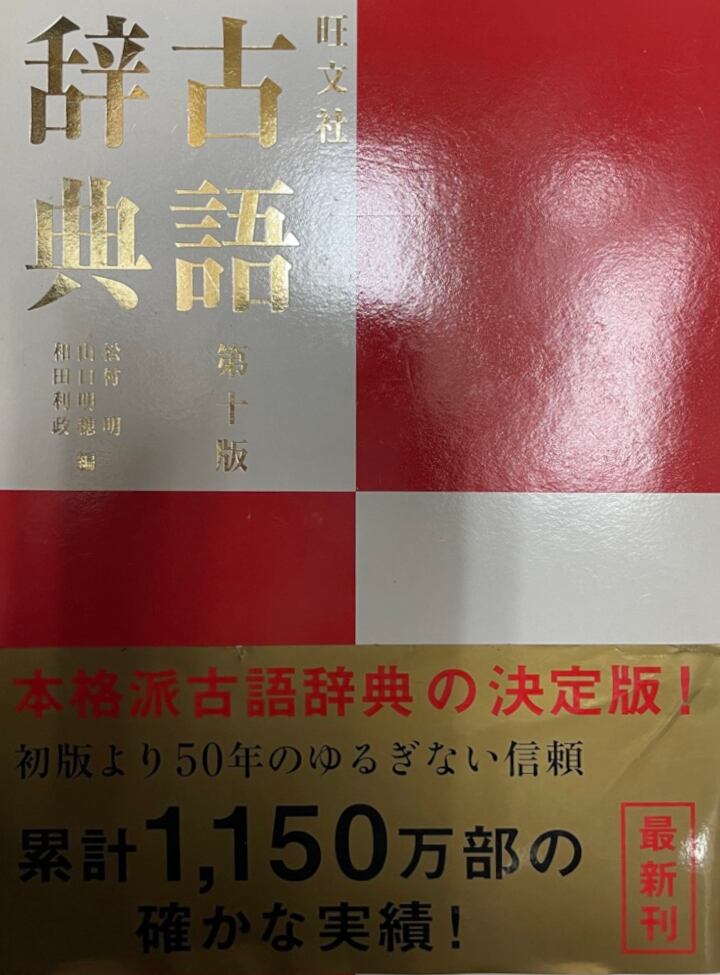 旺文社
古語
辞典
第十版
松村 明
山口明穂 編
和田利政
本格派古語辞典の決定版！
初版より50年のゆるぎない信頼
累計1,150万部の
確かな実績！
最新刊